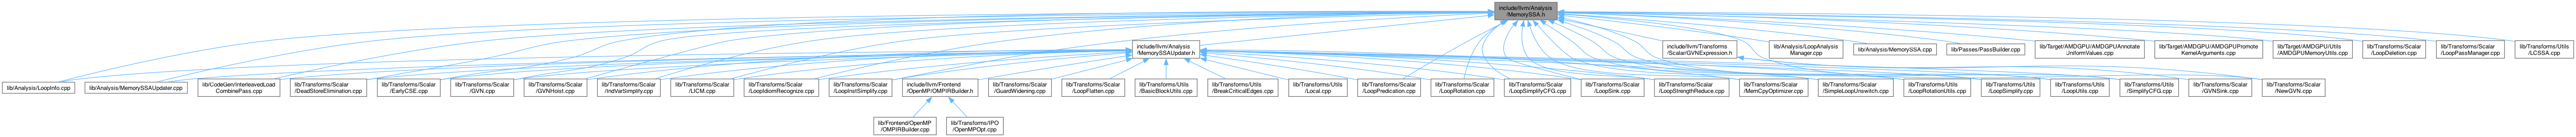 include/llvm/Analysis
/MemorySSA.h
include/llvm/Analysis
/MemorySSAUpdater.h
include/llvm/Transforms
/Scalar/GVNExpression.h
lib/Analysis/LoopAnalysis
Manager.cpp
lib/Analysis/MemorySSA.cpp
lib/Passes/PassBuilder.cpp
lib/Target/AMDGPU/AMDGPUAnnotate
UniformValues.cpp
lib/Target/AMDGPU/AMDGPUPromote
KernelArguments.cpp
lib/Target/AMDGPU/Utils
/AMDGPUMemoryUtils.cpp
lib/Transforms/Scalar
/LoopDeletion.cpp
lib/Transforms/Scalar
/LoopPassManager.cpp
lib/Transforms/Utils
/LCSSA.cpp
lib/Analysis/LoopInfo.cpp
lib/Analysis/MemorySSAUpdater.cpp
lib/CodeGen/InterleavedLoad
CombinePass.cpp
lib/Transforms/Scalar
/DeadStoreElimination.cpp
lib/Transforms/Scalar
/EarlyCSE.cpp
lib/Transforms/Scalar
/GVN.cpp
lib/Transforms/Scalar
/GVNHoist.cpp
lib/Transforms/Scalar
/IndVarSimplify.cpp
lib/Transforms/Scalar
/LICM.cpp
lib/Transforms/Scalar
/LoopIdiomRecognize.cpp
lib/Transforms/Scalar
/LoopInstSimplify.cpp
include/llvm/Frontend
/OpenMP/OMPIRBuilder.h
lib/Transforms/Scalar
/GuardWidening.cpp
lib/Transforms/Scalar
/LoopFlatten.cpp
lib/Transforms/Utils
/BasicBlockUtils.cpp
lib/Transforms/Utils
/BreakCriticalEdges.cpp
lib/Transforms/Utils
/Local.cpp
lib/Transforms/Scalar
/LoopPredication.cpp
lib/Transforms/Scalar
/LoopRotation.cpp
lib/Transforms/Scalar
/LoopSimplifyCFG.cpp
lib/Transforms/Scalar
/LoopSink.cpp
lib/Transforms/Scalar
/LoopStrengthReduce.cpp
lib/Transforms/Scalar
/MemCpyOptimizer.cpp
lib/Transforms/Scalar
/SimpleLoopUnswitch.cpp
lib/Transforms/Utils
/LoopRotationUtils.cpp
lib/Transforms/Utils
/LoopSimplify.cpp
lib/Transforms/Utils
/LoopUtils.cpp
lib/Transforms/Utils
/SimplifyCFG.cpp
lib/Transforms/Scalar
/GVNSink.cpp
lib/Transforms/Scalar
/NewGVN.cpp
lib/Frontend/OpenMP
/OMPIRBuilder.cpp
lib/Transforms/IPO
/OpenMPOpt.cpp